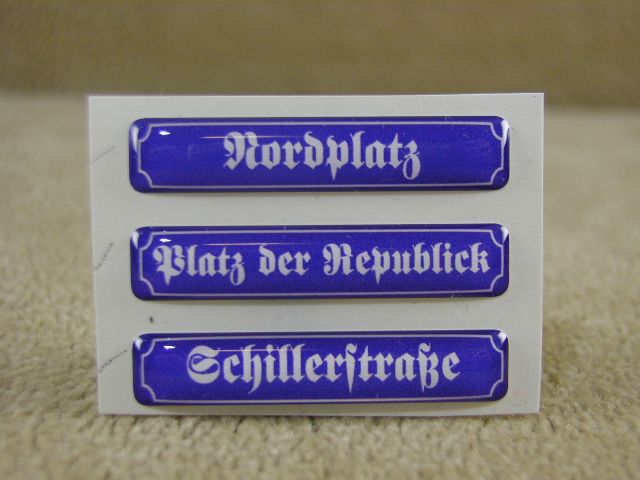 Nordplatz
Platz der Republick
Schillerſtraße